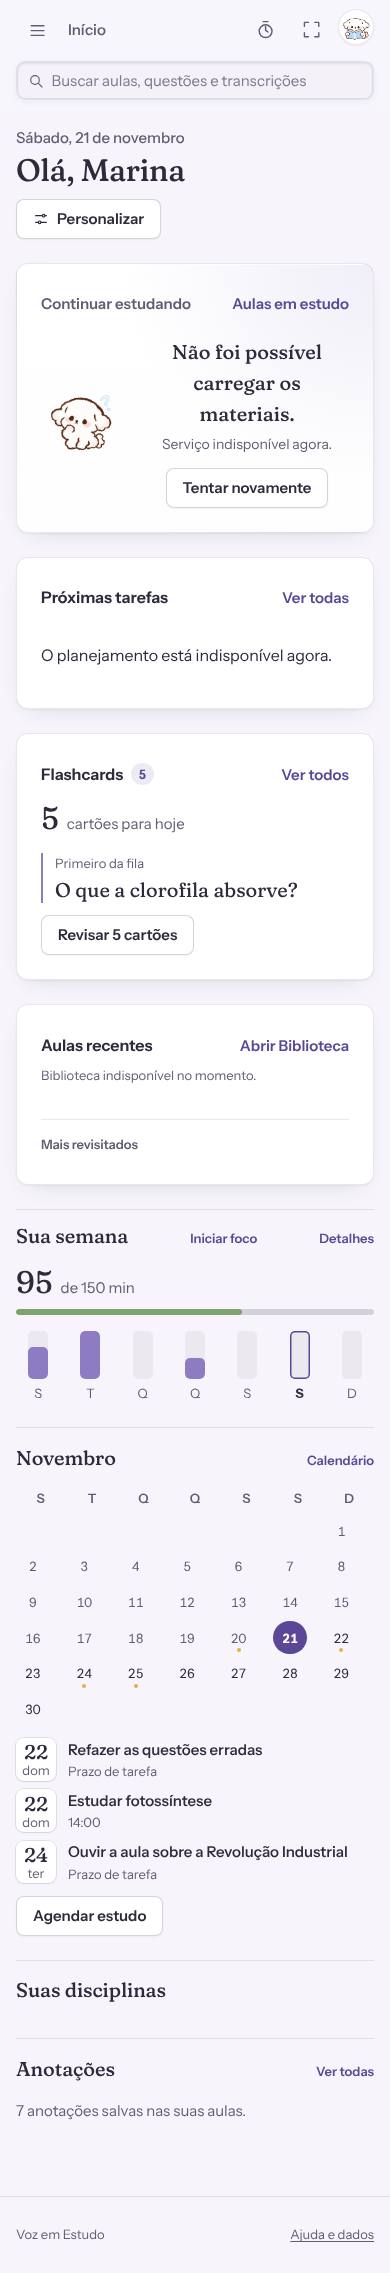 Início
Buscar aulas, questões e transcrições
Sábado, 21 de novembro
Olá, Marina
Personalizar
Continuar estudando Aulas em estudo
?
Não foi possível
carregar os
materiais.
Serviço indisponível agora.
Tentar novamente
Próximas tarefas Ver todas
O planejamento está indisponível agora.
Flashcards 5 Ver todos
5 cartões para hoje
Primeiro da fila
O que a clorofila absorve?
Revisar 5 cartões
Aulas recentes Abrir Biblioteca
Biblioteca indisponível no momento.
Mais revisitados
Sua semana Iniciar foco Detalhes
95 de 150 min
S T Q Q S S D
Novembro Calendário
S T Q Q S S D
1
2 3 4 5 6 7 8
9 10 11 12 13 14 15
16 17 18 19 20 21 22
23 24 25 26 27 28 29
30
22 Refazer as questões erradas
dom Prazo de tarefa
22 Estudar fotossíntese
dom 14:00
24 Ouvir a aula sobre a Revolução Industrial
ter Prazo de tarefa
Agendar estudo
Suas disciplinas
Anotações Ver todas
7 anotações salvas nas suas aulas.
Voz em Estudo Ajuda e dados